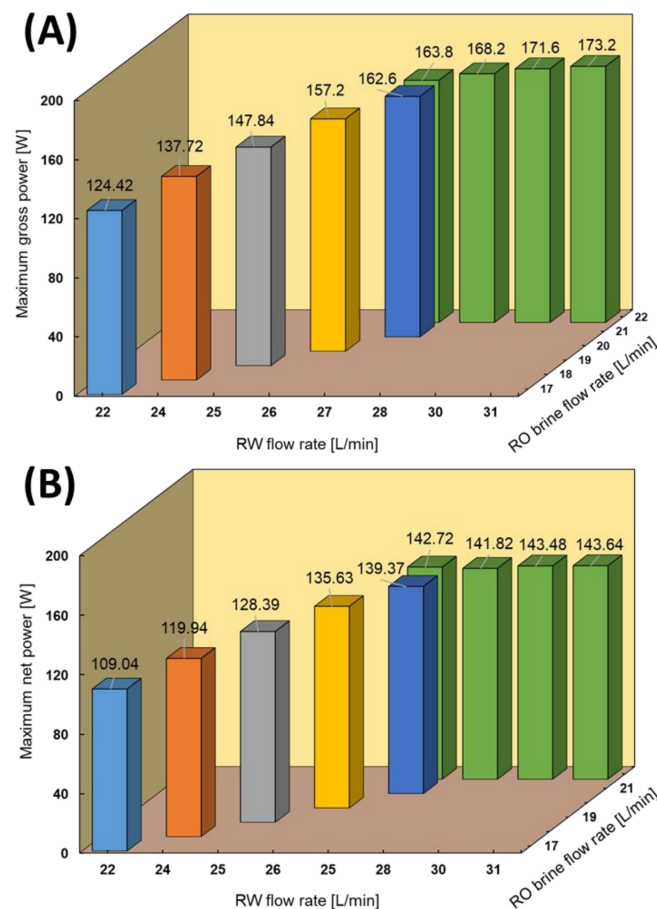 (A)
163.8 168.2 171.6 173.2
157.2 162.6
147.84
137.72
124.42
200
160
120
80
40
0
Maximum gross power [W]
22 24 25 26 27 28 30 31
RW flow rate [L/min]
17 18 19 20 21 22
RO brine flow rate [L/min]
(B)
142.72 141.82 143.48 143.64
135.63 139.37
128.39
119.94
109.04
200
160
120
80
40
0
Maximum net power [W]
22 24 25 26 25 28 30 31
RW flow rate [L/min]
17 19 21
RO brine flow rate [L/min]